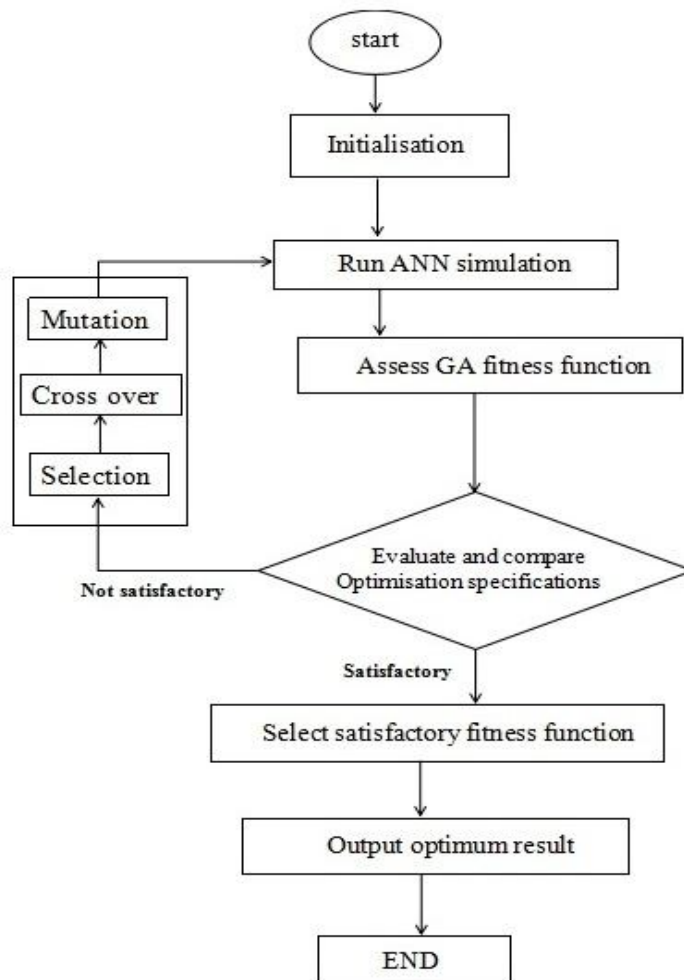 start
Initialisation
Run ANN simulation
Mutation
Assess GA fitness function
Cross over
Selection
Evaluate and compare
Optimisation specifications
Not satisfactory
Satisfactory
Select satisfactory fitness function
Output optimum result
END